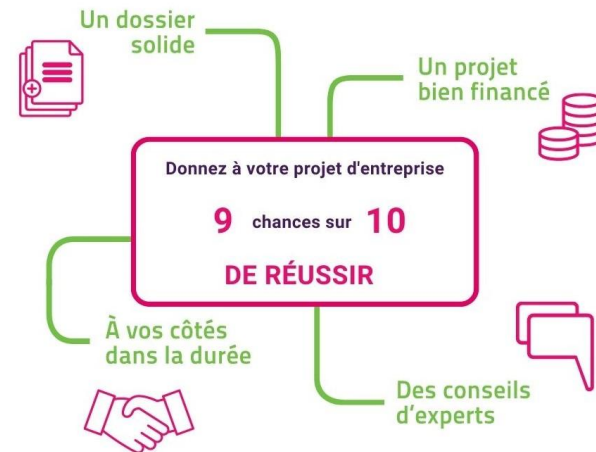 Un dossier
solide
Un projet
bien financé
Donnez à votre projet d'entreprise
9 chances sur 10
DE RÉUSSIR
À vos côtés
dans la durée
Des conseils
d'experts